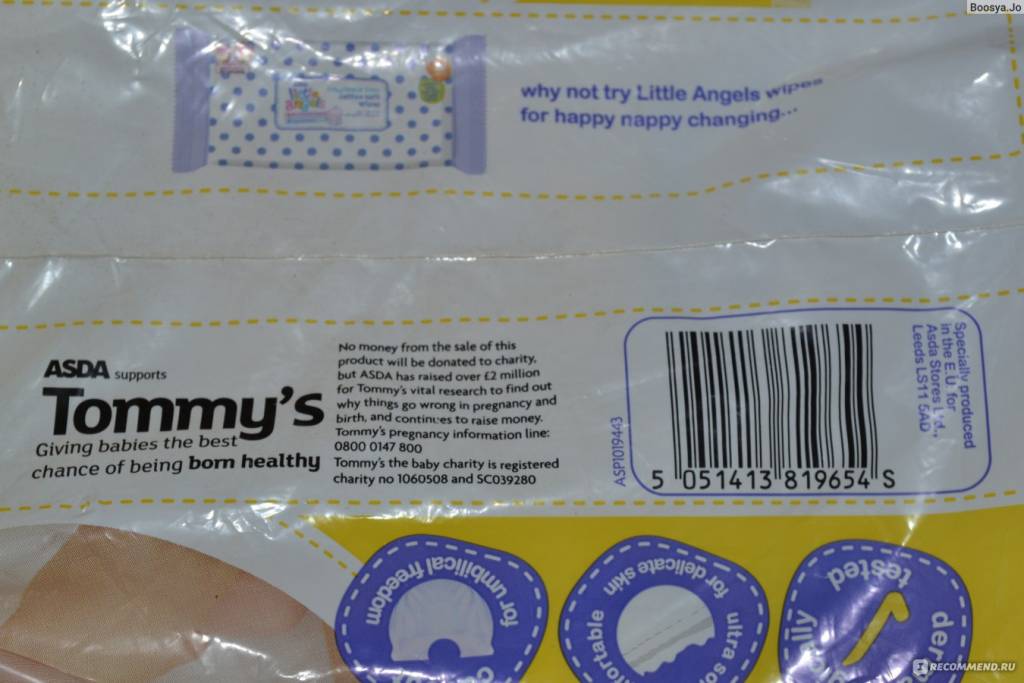 Boosya.Jo
why not try Little Angels wipes
for happy nappy changing...
ASDA supports
Tommy's
Giving babies the best
chance of being born healthy
No money from the sale of this
product will be donated to charity,
but ASDA has raised over £2 million
for Tommy's vital research to find out
why things go wrong in pregnancy and
birth, and continues to raise money.
Tommy's pregnancy information line:
0800 0147 800
Tommy's the baby charity is registered
charity no 1060508 and SC039280
ASP1019443
5 051413 819654 S
Specially produced
in the E.U. for
Asda Stores Ltd.,
Leeds LS11 5AD
for umbilical freedom
for delicate skin
tested
RECOMMEND.RU